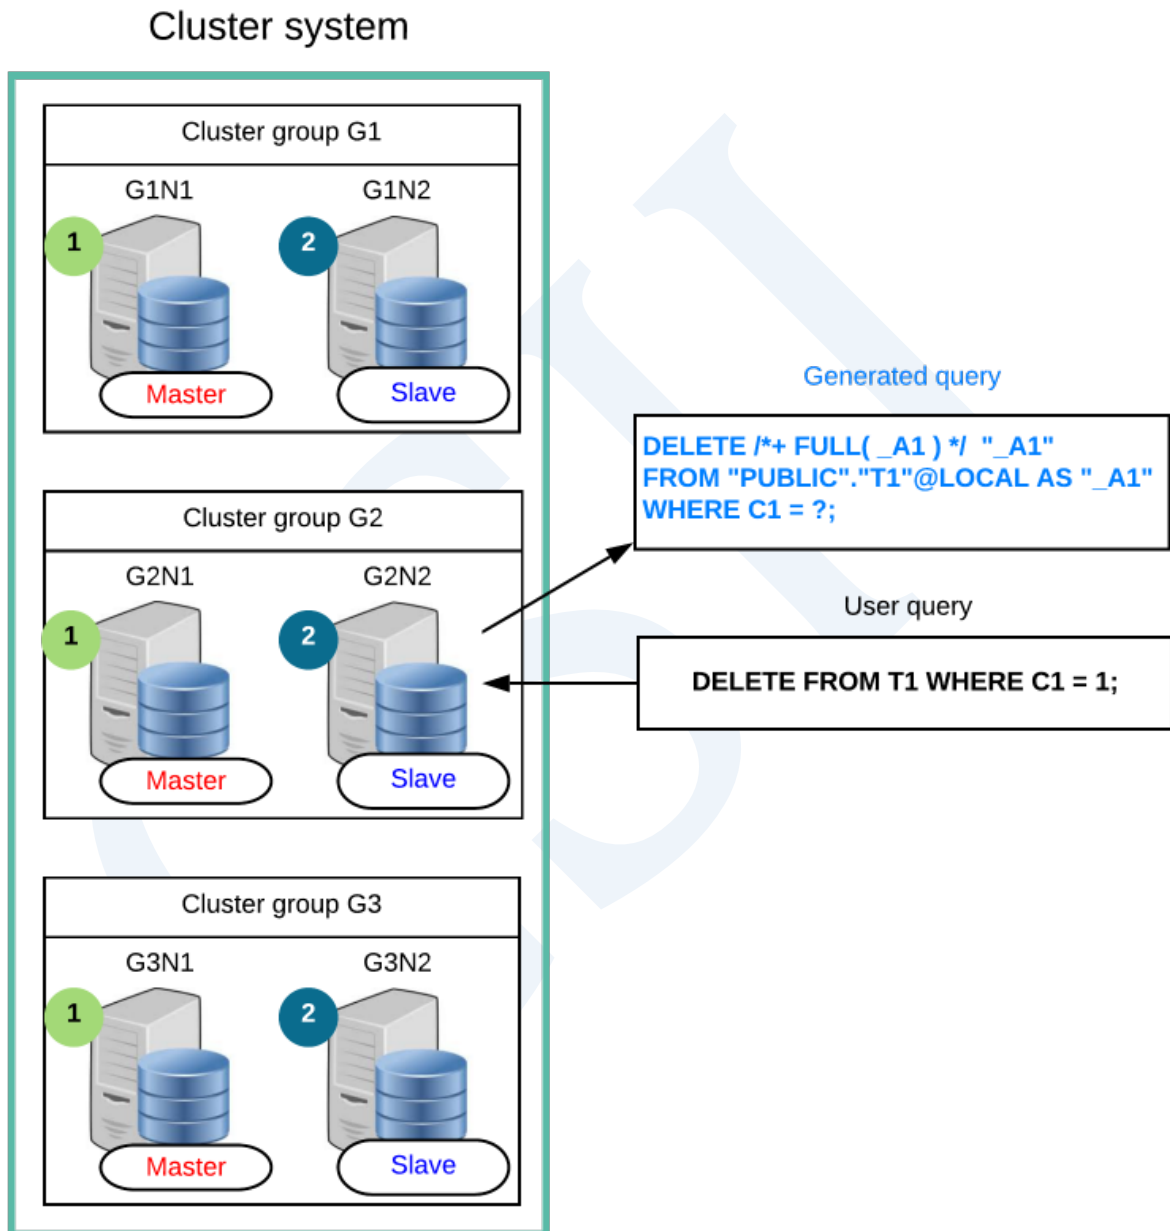 Cluster system
Cluster group G1
G1N1
G1N2
1
2
Master
Slave
Cluster group G2
G2N1
G2N2
1
2
Master
Slave
Cluster group G3
G3N1
G3N2
1
2
Master
Slave
Generated query
DELETE /*+ FULL( _A1 ) */ "_A1"
FROM "PUBLIC"."T1"@LOCAL AS "_A1"
WHERE C1 = ?;
User query
DELETE FROM T1 WHERE C1 = 1;